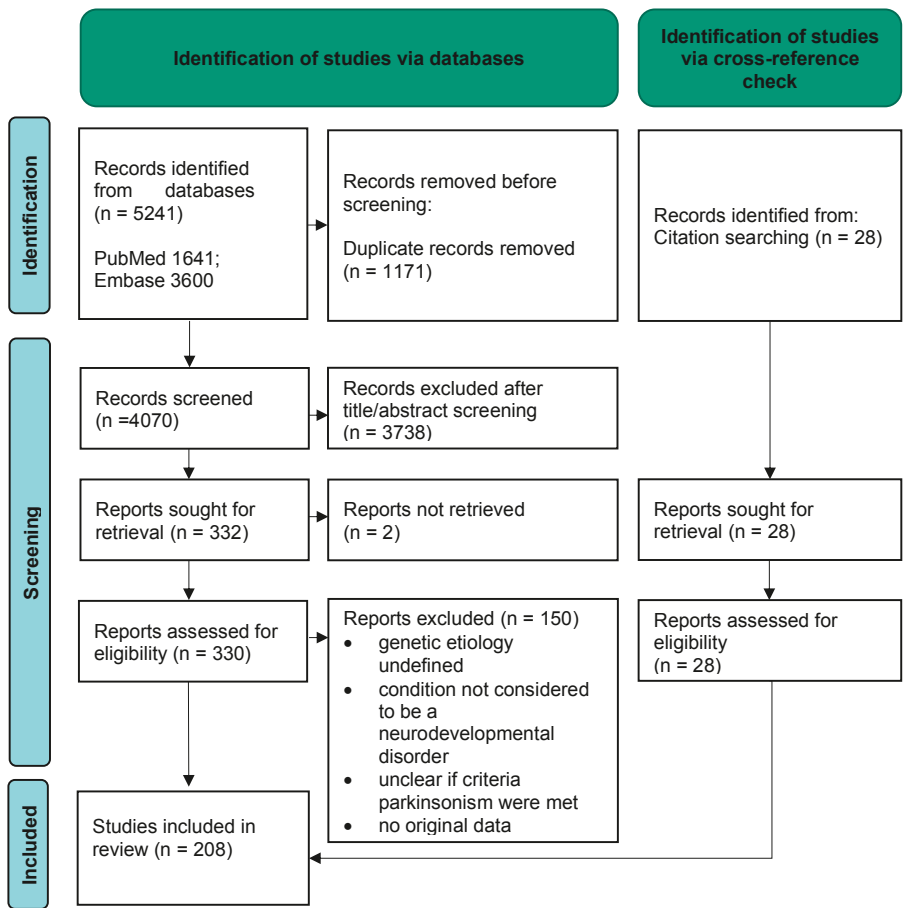 Identification of studies via databases
Identification of studies
via cross-reference
check
Identification
Records identified
from databases
(n = 5241)
PubMed 1641;
Embase 3600
Records removed before
screening:
Duplicate records removed
(n = 1171)
Records identified from:
Citation searching (n = 28)
Screening
Records screened
(n =4070)
Records excluded after
title/abstract screening
(n = 3738)
Reports sought for
retrieval (n = 332)
Reports not retrieved
(n = 2)
Reports sought for
retrieval (n = 28)
Reports assessed for
eligibility (n = 330)
Reports excluded (n = 150)
• genetic etiology
undefined
• condition not considered
to be a
neurodevelopmental
disorder
• unclear if criteria
parkinsonism were met
• no original data
Reports assessed for
eligibility
(n = 28)
Included
Studies included in
review (n = 208)